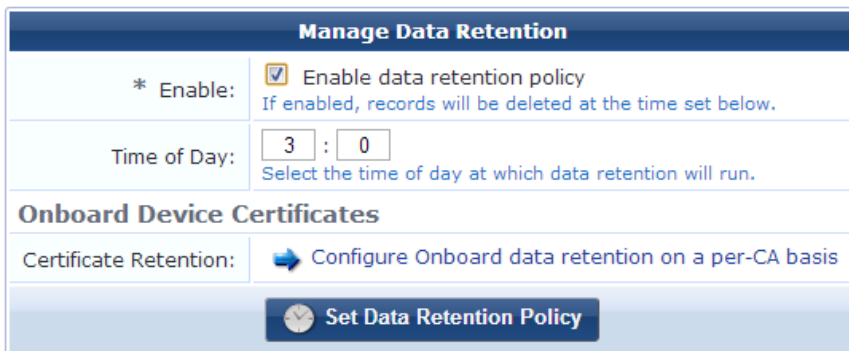 Manage Data Retention
* Enable:
Enable data retention policy
If enabled, records will be deleted at the time set below.
Time of Day:
3 : 0
Select the time of day at which data retention will run.
Onboard Device Certificates
Certificate Retention:
Configure Onboard data retention on a per-CA basis
Set Data Retention Policy